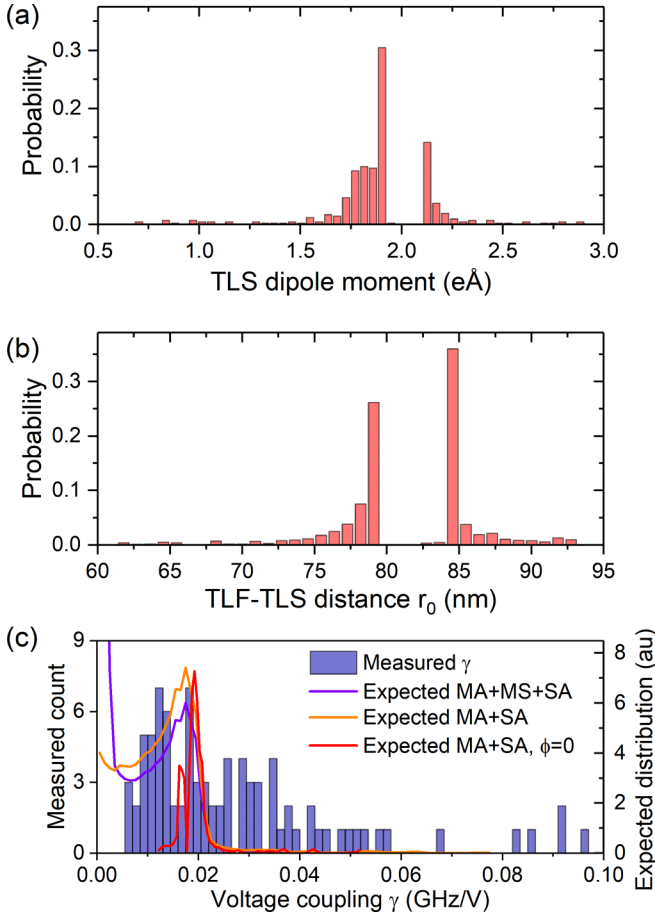 (a)
Probability
0.3
0.2
0.1
0.0
0.5 1.0 1.5 2.0 2.5 3.0
TLS dipole moment (eÅ)
(b)
Probability
0.3
0.2
0.1
0.0
60 65 70 75 80 85 90 95
TLF-TLS distance r₀ (nm)
(c)
Measured count
9
6
3
0
Measured γ
Expected MA+MS+SA
Expected MA+SA
Expected MA+SA, ϕ=0
8
6
4
2
0
Expected distribution (au)
0.00 0.02 0.04 0.06 0.08 0.10
Voltage coupling γ (GHz/V)